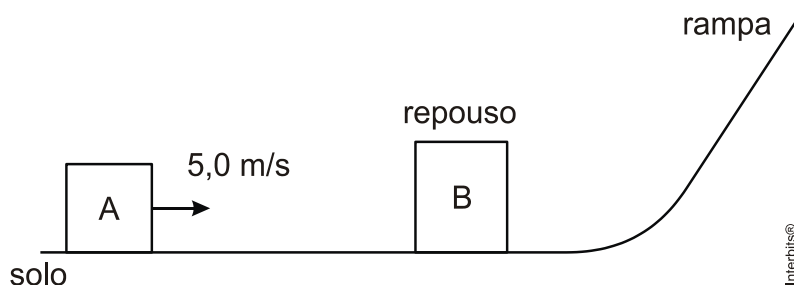 rampa
repouso
5,0 m/s
A
B
solo
Interbits®